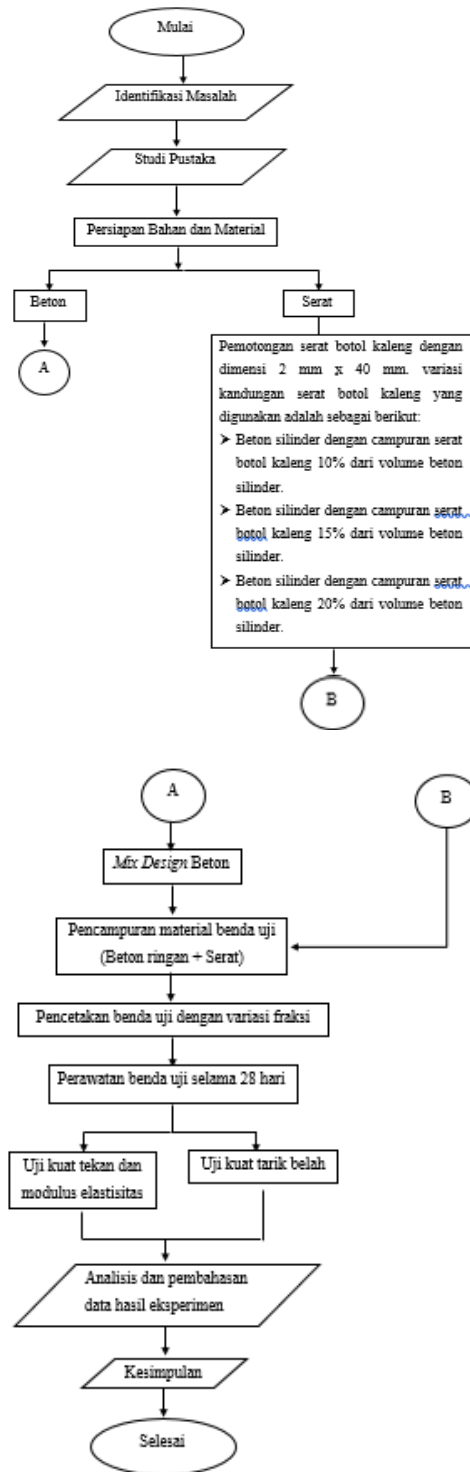 Mulai
Identifikasi Masalah
Studi Pustaka
Persiapan Bahan dan Material
Beton
Serat
A
Pemotongan serat botol kaleng dengan
dimensi 2 mm x 40 mm. variasi
kandungan serat botol kaleng yang
digunakan adalah sebagai berikut:
➤ Beton silinder dengan campuran serat
botol kaleng 10% dari volume beton
silinder.
➤ Beton silinder dengan campuran serat
botol kaleng 15% dari volume beton
silinder.
➤ Beton silinder dengan campuran serat
botol kaleng 20% dari volume beton
silinder.
B
A
B
Mix Design Beton
Pencampuran material benda uji
(Beton ringan + Serat)
Pencetakan benda uji dengan variasi fraksi
Perawatan benda uji selama 28 hari
Uji kuat tekan dan
modulus elastisitas
Uji kuat tarik belah
Analisis dan pembahasan
data hasil eksperimen
Kesimpulan
Selesai